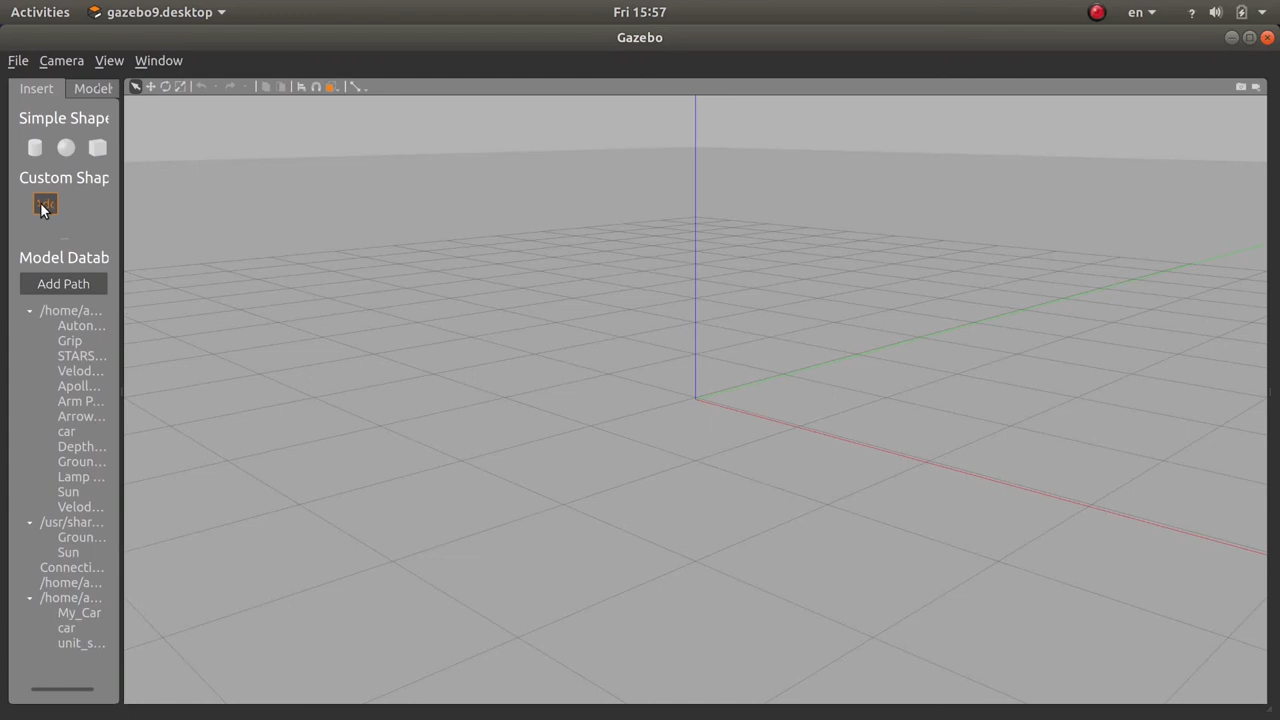 Activities gazebo9.desktop Fri 15:57 en ?
Gazebo
File Camera View Window
Insert Model
Simple Shape
Custom Shap
Model Datab
Add Path
/home/a...
Auton...
Grip
STARS...
Velod...
Apoll...
Arm P...
Arrow...
car
Depth...
Groun...
Lamp ...
Sun
Velod...
/usr/shar...
Groun...
Sun
Connecti...
/home/a...
/home/a...
My_Car
car
unit_s...